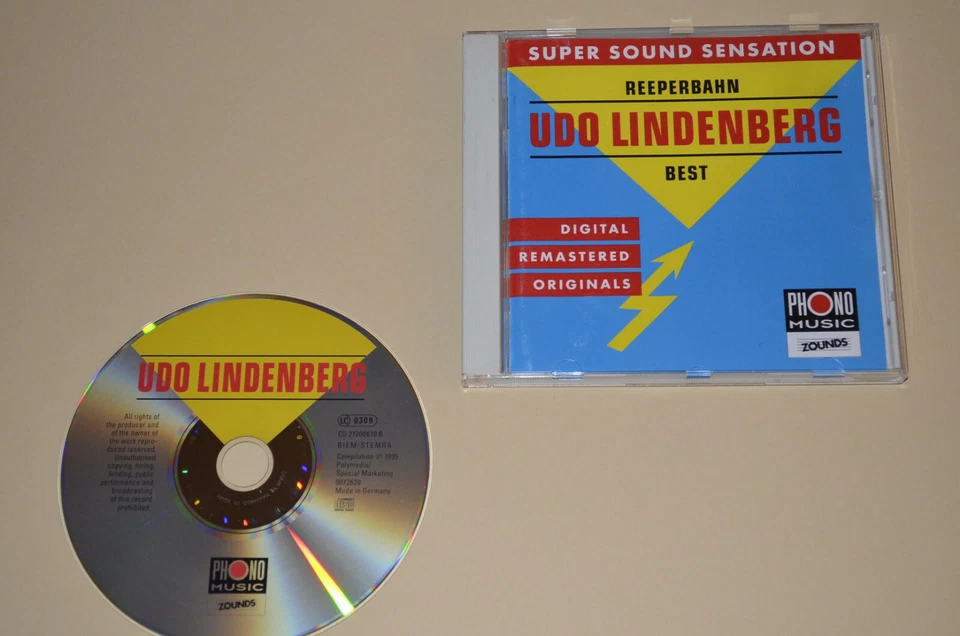 SUPER SOUND SENSATION
REEPERBAHN
UDO LINDENBERG
BEST
DIGITAL
REMASTERED
ORIGINALS
PHONO
MUSIC
ZOUNDS
UDO LINDENBERG
All rights of
the producer and
of the owner of
the work repro-
duced reserved.
Unauthorised
copying, hiring,
lending, public
performance and
broadcasting
of this record
prohibited.
LC 0309
BIEM/STEMRA
Compilation ℗ 1995
Polymedia/
Special Marketing
Made in Germany
PHONO
MUSIC
ZOUNDS